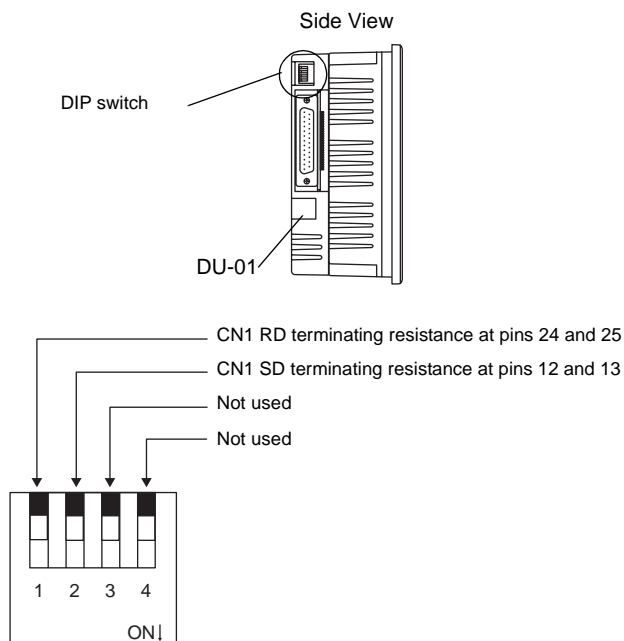 Side View
DIP switch
DU-01
CN1 RD terminating resistance at pins 24 and 25
CN1 SD terminating resistance at pins 12 and 13
Not used
Not used
1 2 3 4
ON↓